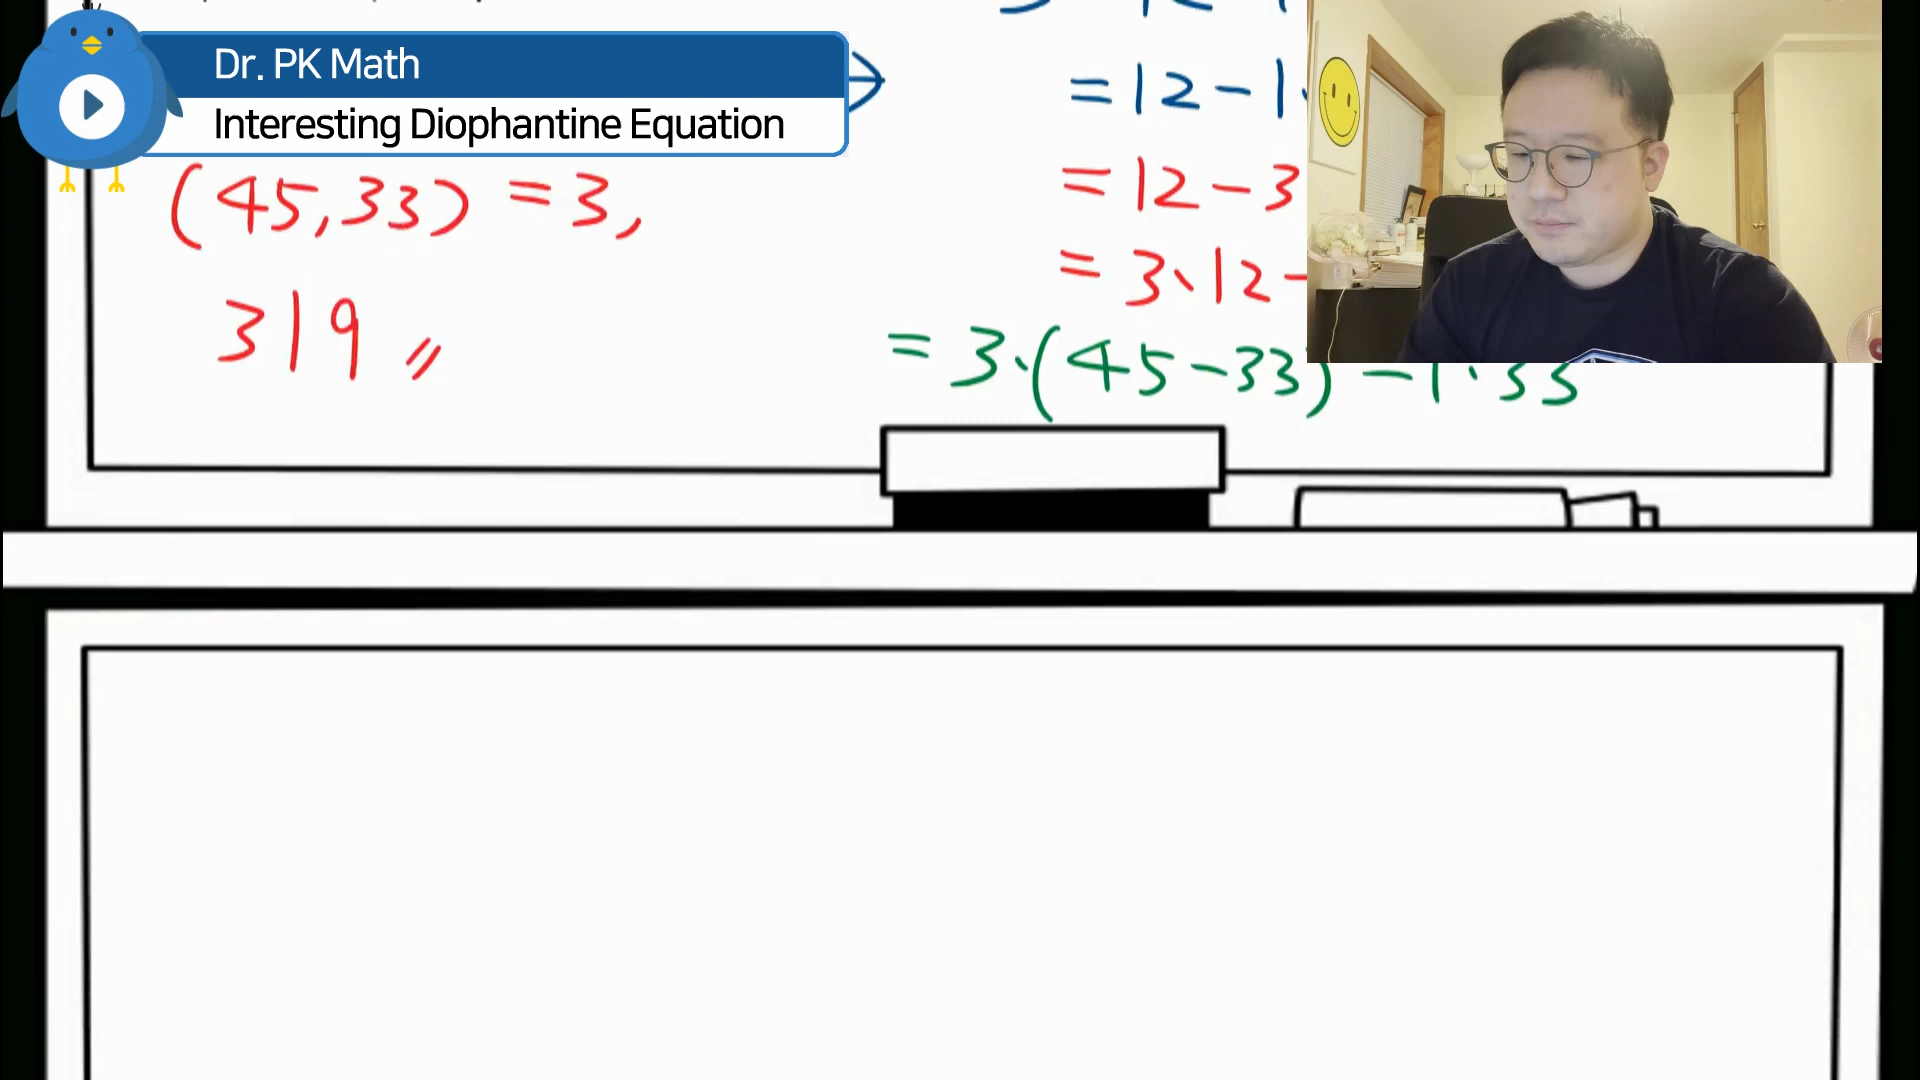 Dr. PK Math
Interesting Diophantine Equation
(45,33) = 3,
3|9 〃
= 12 - 1
= 12 - 3
= 3·12 -
= 3·(45-33) - 1·33